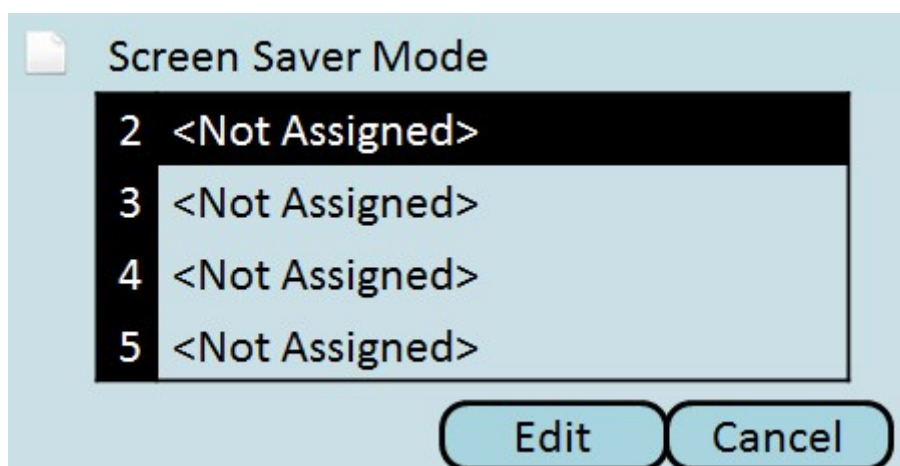 Screen Saver Mode
2 <Not Assigned>
3 <Not Assigned>
4 <Not Assigned>
5 <Not Assigned>
Edit Cancel